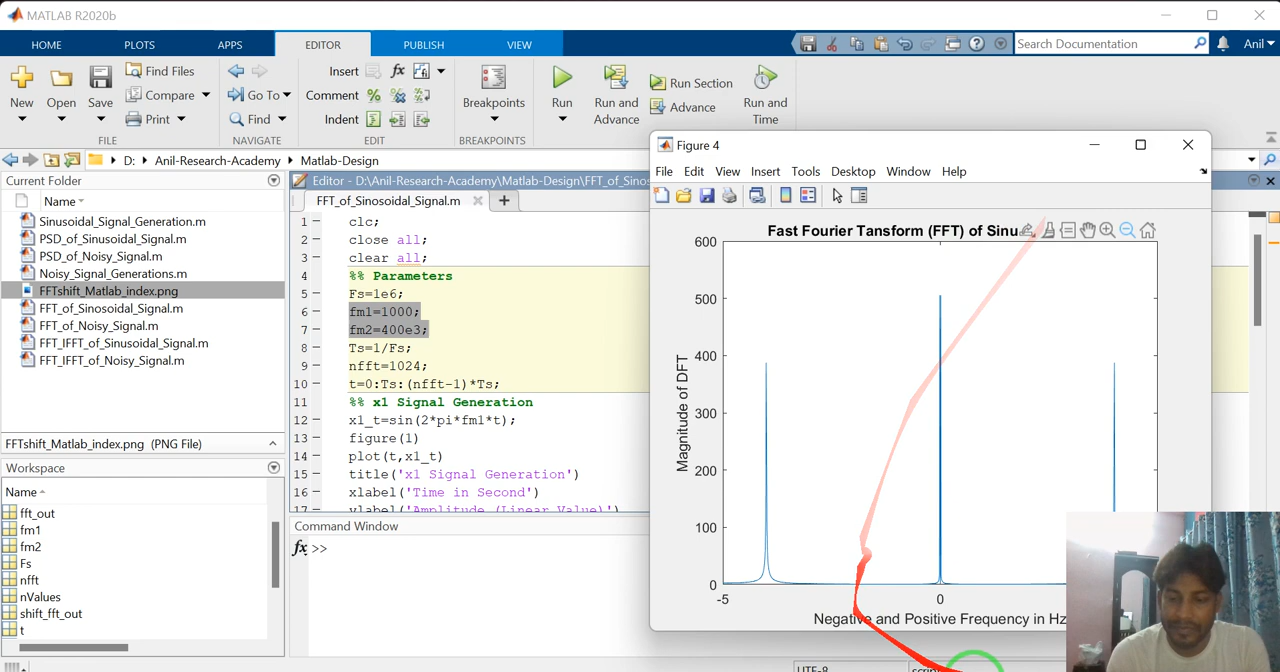 MATLAB R2020b
HOME PLOTS APPS EDITOR PUBLISH VIEW
Search Documentation Anil
New Open Save Find Files Compare Print
FILE
Go To Find
NAVIGATE
Insert fx
Comment
Indent
EDIT
Breakpoints
BREAKPOINTS
Run Run and Advance Run Section Advance Run and Time
D: Anil-Research-Academy Matlab-Design
Current Folder
Name
Sinusoidal_Signal_Generation.m
PSD_of_Sinusoidal_Signal.m
PSD_of_Noisy_Signal.m
Noisy_Signal_Generations.m
FFTshift_Matlab_index.png
FFT_of_Sinosoidal_Signal.m
FFT_of_Noisy_Signal.m
FFT_IFFT_of_Sinusoidal_Signal.m
FFT_IFFT_of_Noisy_Signal.m
FFTshift_Matlab_index.png (PNG File)
Workspace
Name
fft_out
fm1
fm2
Fs
nfft
nValues
shift_fft_out
t
Editor - D:\Anil-Research-Academy\Matlab-Design\FFT_of_Sinos
FFT_of_Sinosoidal_Signal.m
1 clc;
2 close all;
3 clear all;
4 %% Parameters
5 Fs=1e6;
6 fm1=1000;
7 fm2=400e3;
8 Ts=1/Fs;
9 nfft=1024;
10 t=0:Ts:(nfft-1)*Ts;
11 %% x1 Signal Generation
12 x1_t=sin(2*pi*fm1*t);
13 figure(1)
14 plot(t,x1_t)
15 title('x1 Signal Generation')
16 xlabel('Time in Second')
17 ylabel('Amplitude (Linear Value)')
Command Window
fx >>
UTF-8 script
Figure 4
File Edit View Insert Tools Desktop Window Help
Fast Fourier Tansform (FFT) of Sinu
600
500
400
300
200
100
0
Magnitude of DFT
-5 0
Negative and Positive Frequency in Hz